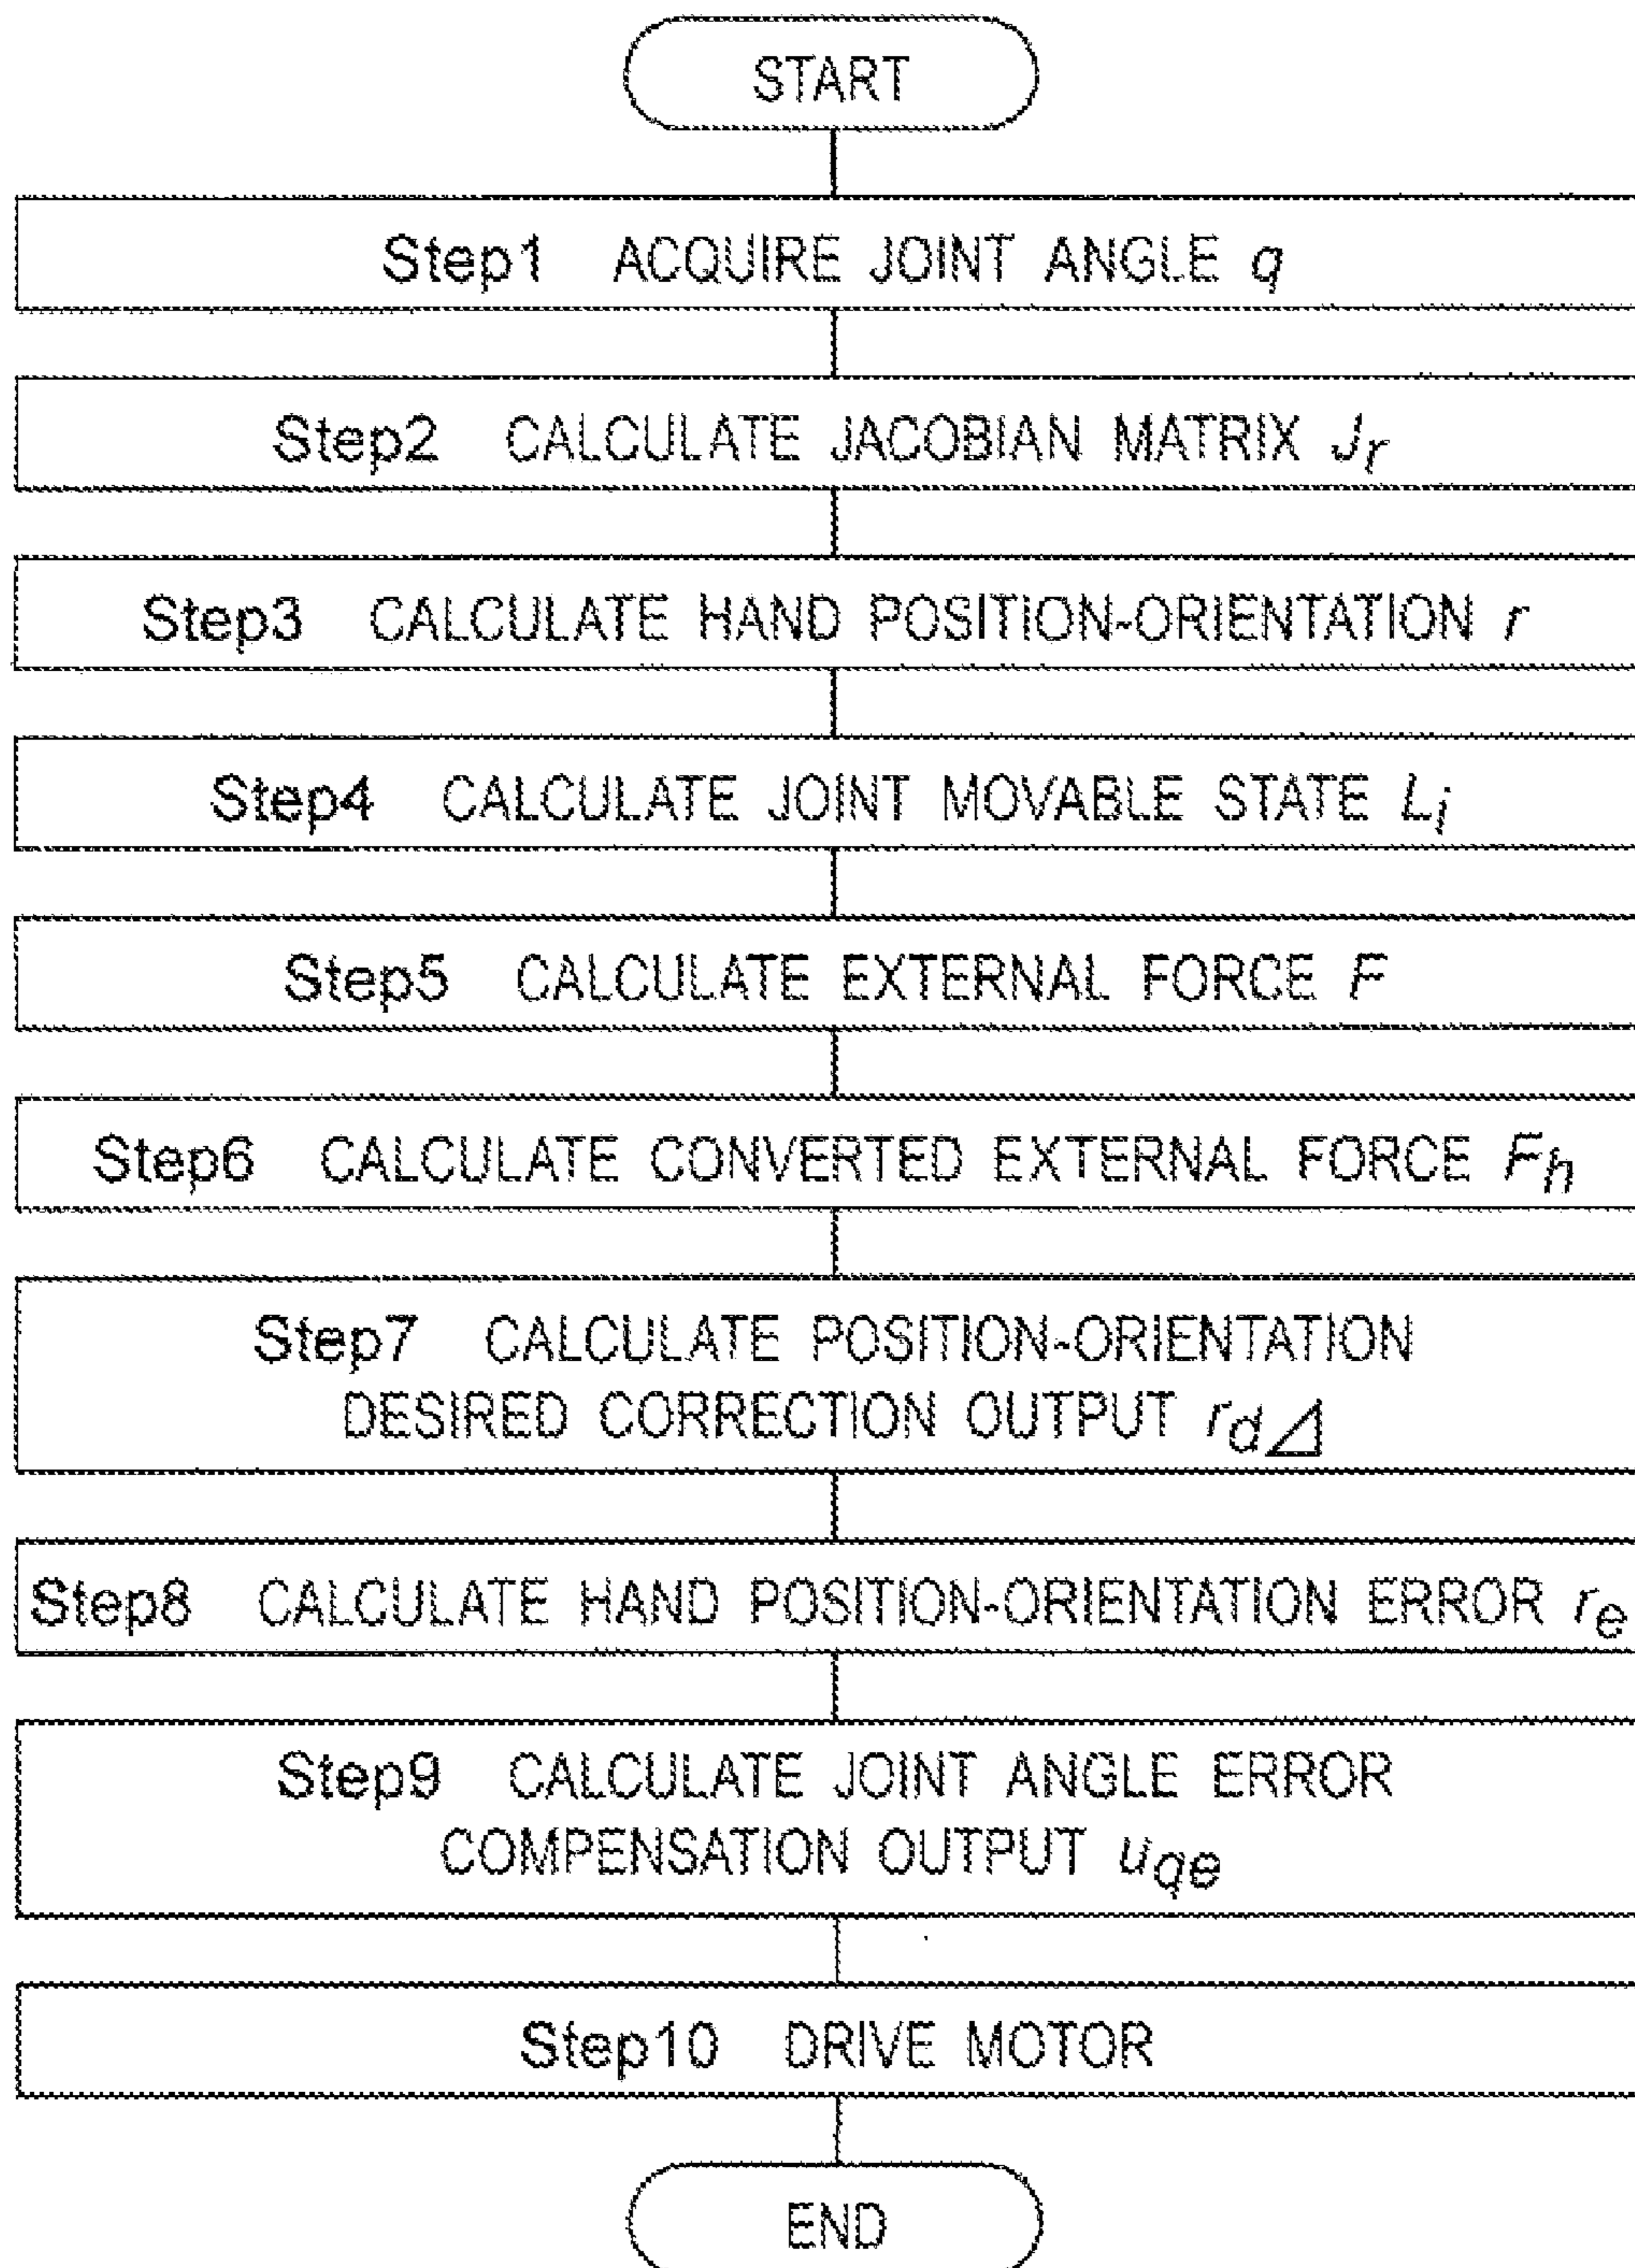 START
Step1 ACQUIRE JOINT ANGLE q
Step2 CALCULATE JACOBIAN MATRIX Jr
Step3 CALCULATE HAND POSITION-ORIENTATION r
Step4 CALCULATE JOINT MOVABLE STATE Li
Step5 CALCULATE EXTERNAL FORCE F
Step6 CALCULATE CONVERTED EXTERNAL FORCE Fh
Step7 CALCULATE POSITION-ORIENTATION
DESIRED CORRECTION OUTPUT rdΔ
Step8 CALCULATE HAND POSITION-ORIENTATION ERROR re
Step9 CALCULATE JOINT ANGLE ERROR
COMPENSATION OUTPUT uqe
Step10 DRIVE MOTOR
END